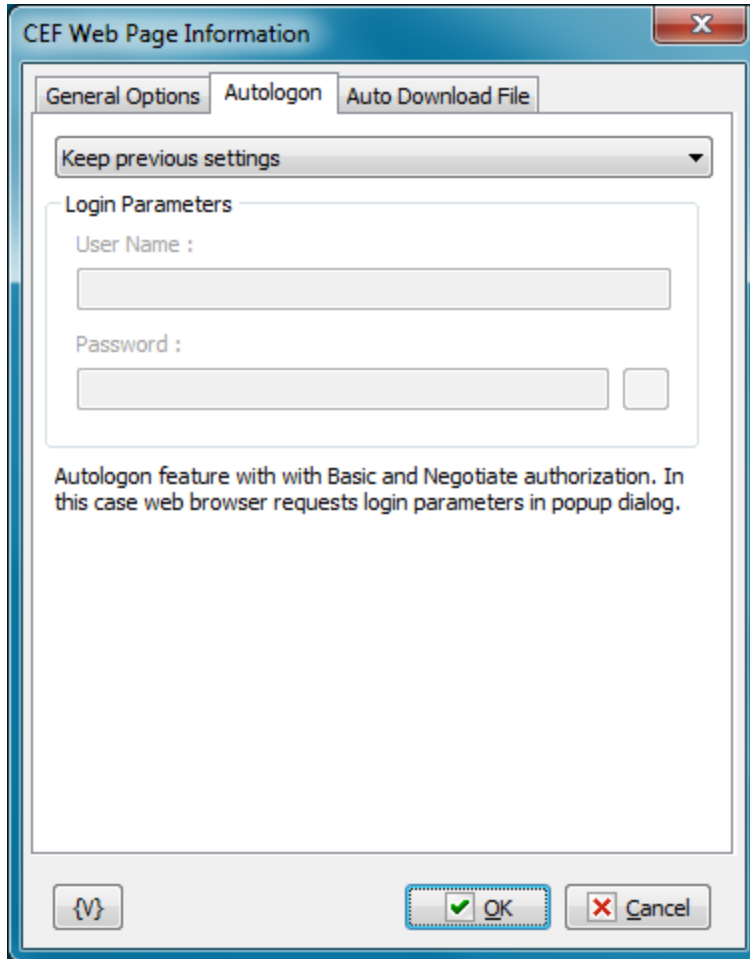 CEF Web Page Information
General Options Autologon Auto Download File
Keep previous settings
Login Parameters
User Name :
Password :
Autologon feature with with Basic and Negotiate authorization. In
this case web browser requests login parameters in popup dialog.
{V} OK Cancel